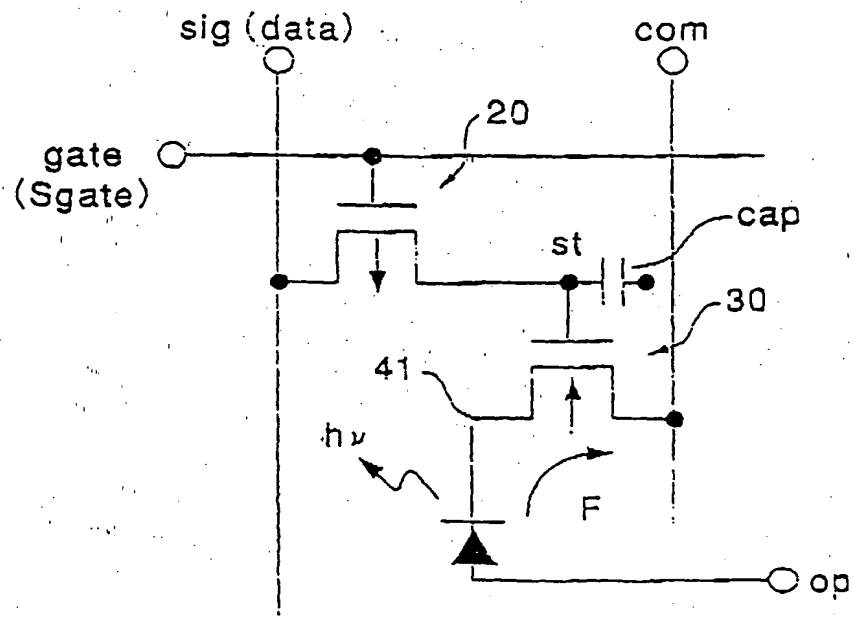 sig (data)
com
20
gate
(Sgate)
cap
st
30
41
hν
F
op